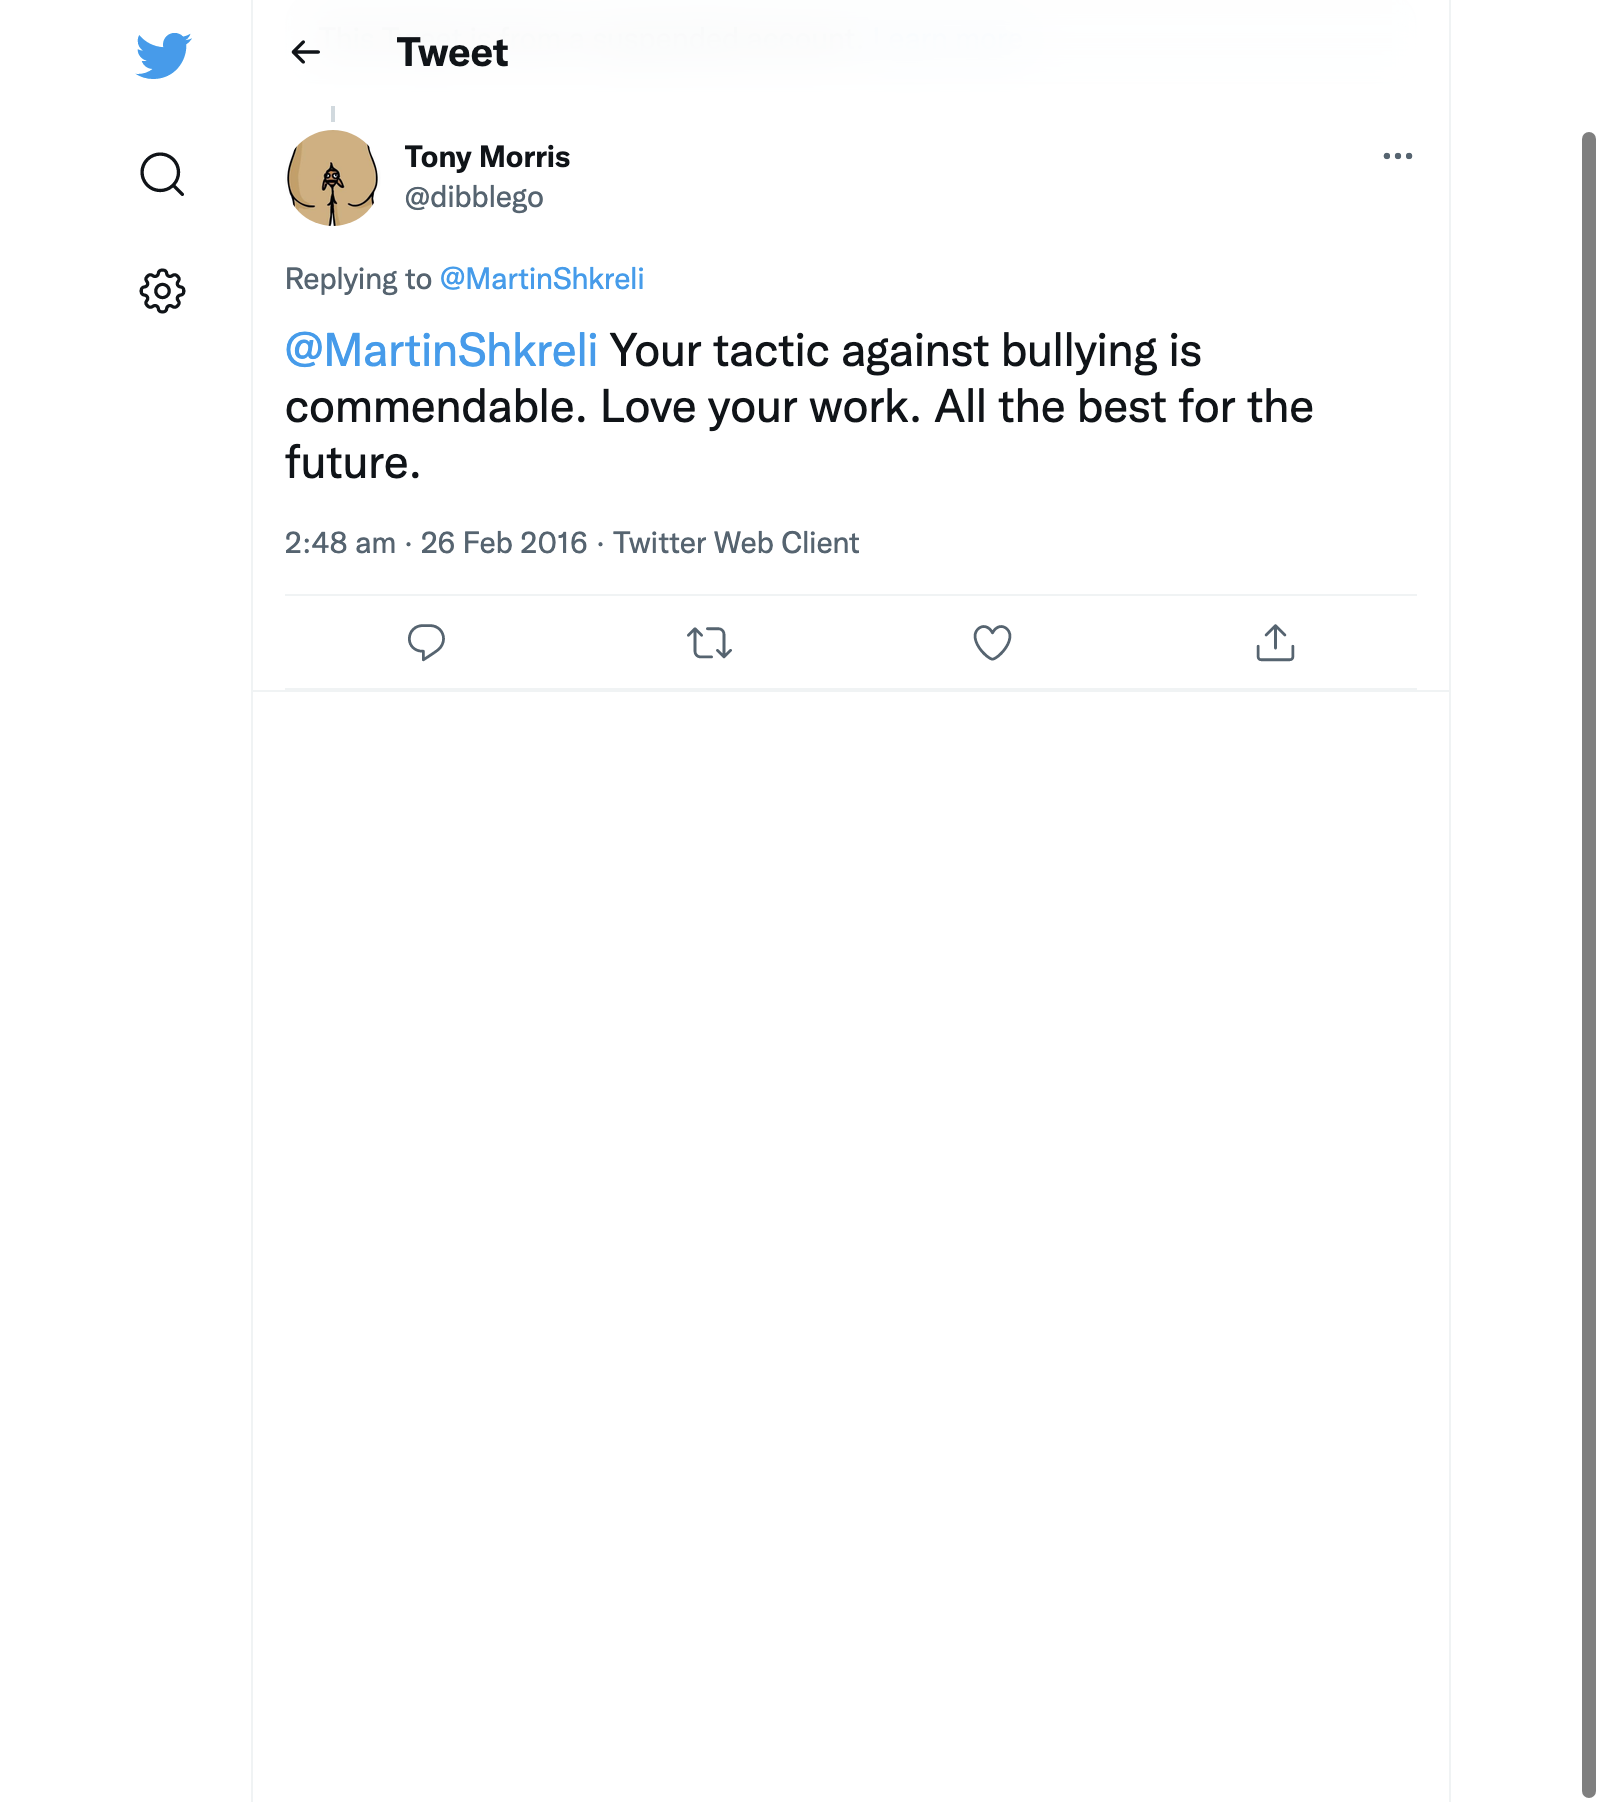 Tweet
Tony Morris
@dibblego
Replying to @MartinShkreli
@MartinShkreli Your tactic against bullying is
commendable. Love your work. All the best for the
future.
2:48 am · 26 Feb 2016 · Twitter Web Client